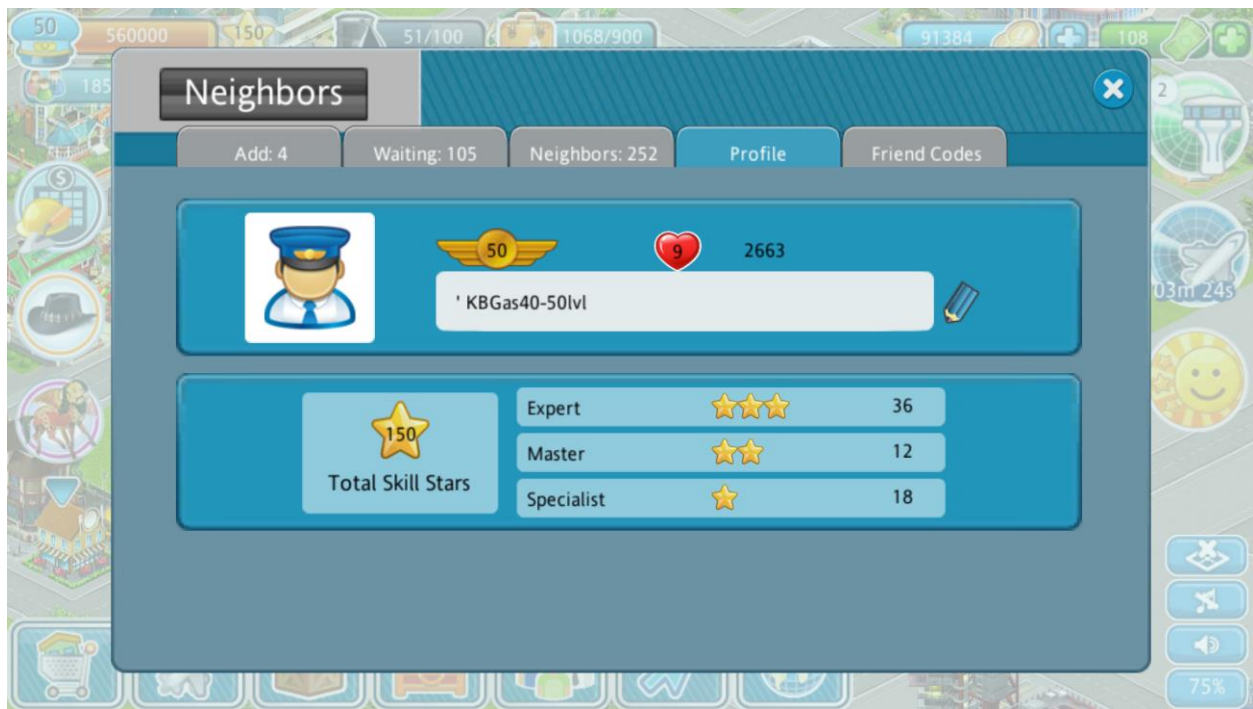 50 560000 150 51/100 1068/900 91384 108
185
Neighbors
2
Add: 4 Waiting: 105 Neighbors: 252 Profile Friend Codes
50 9 2663
' KBGas40-50lvl
03m 24s
150
Total Skill Stars
Expert 36
Master 12
Specialist 18
75%